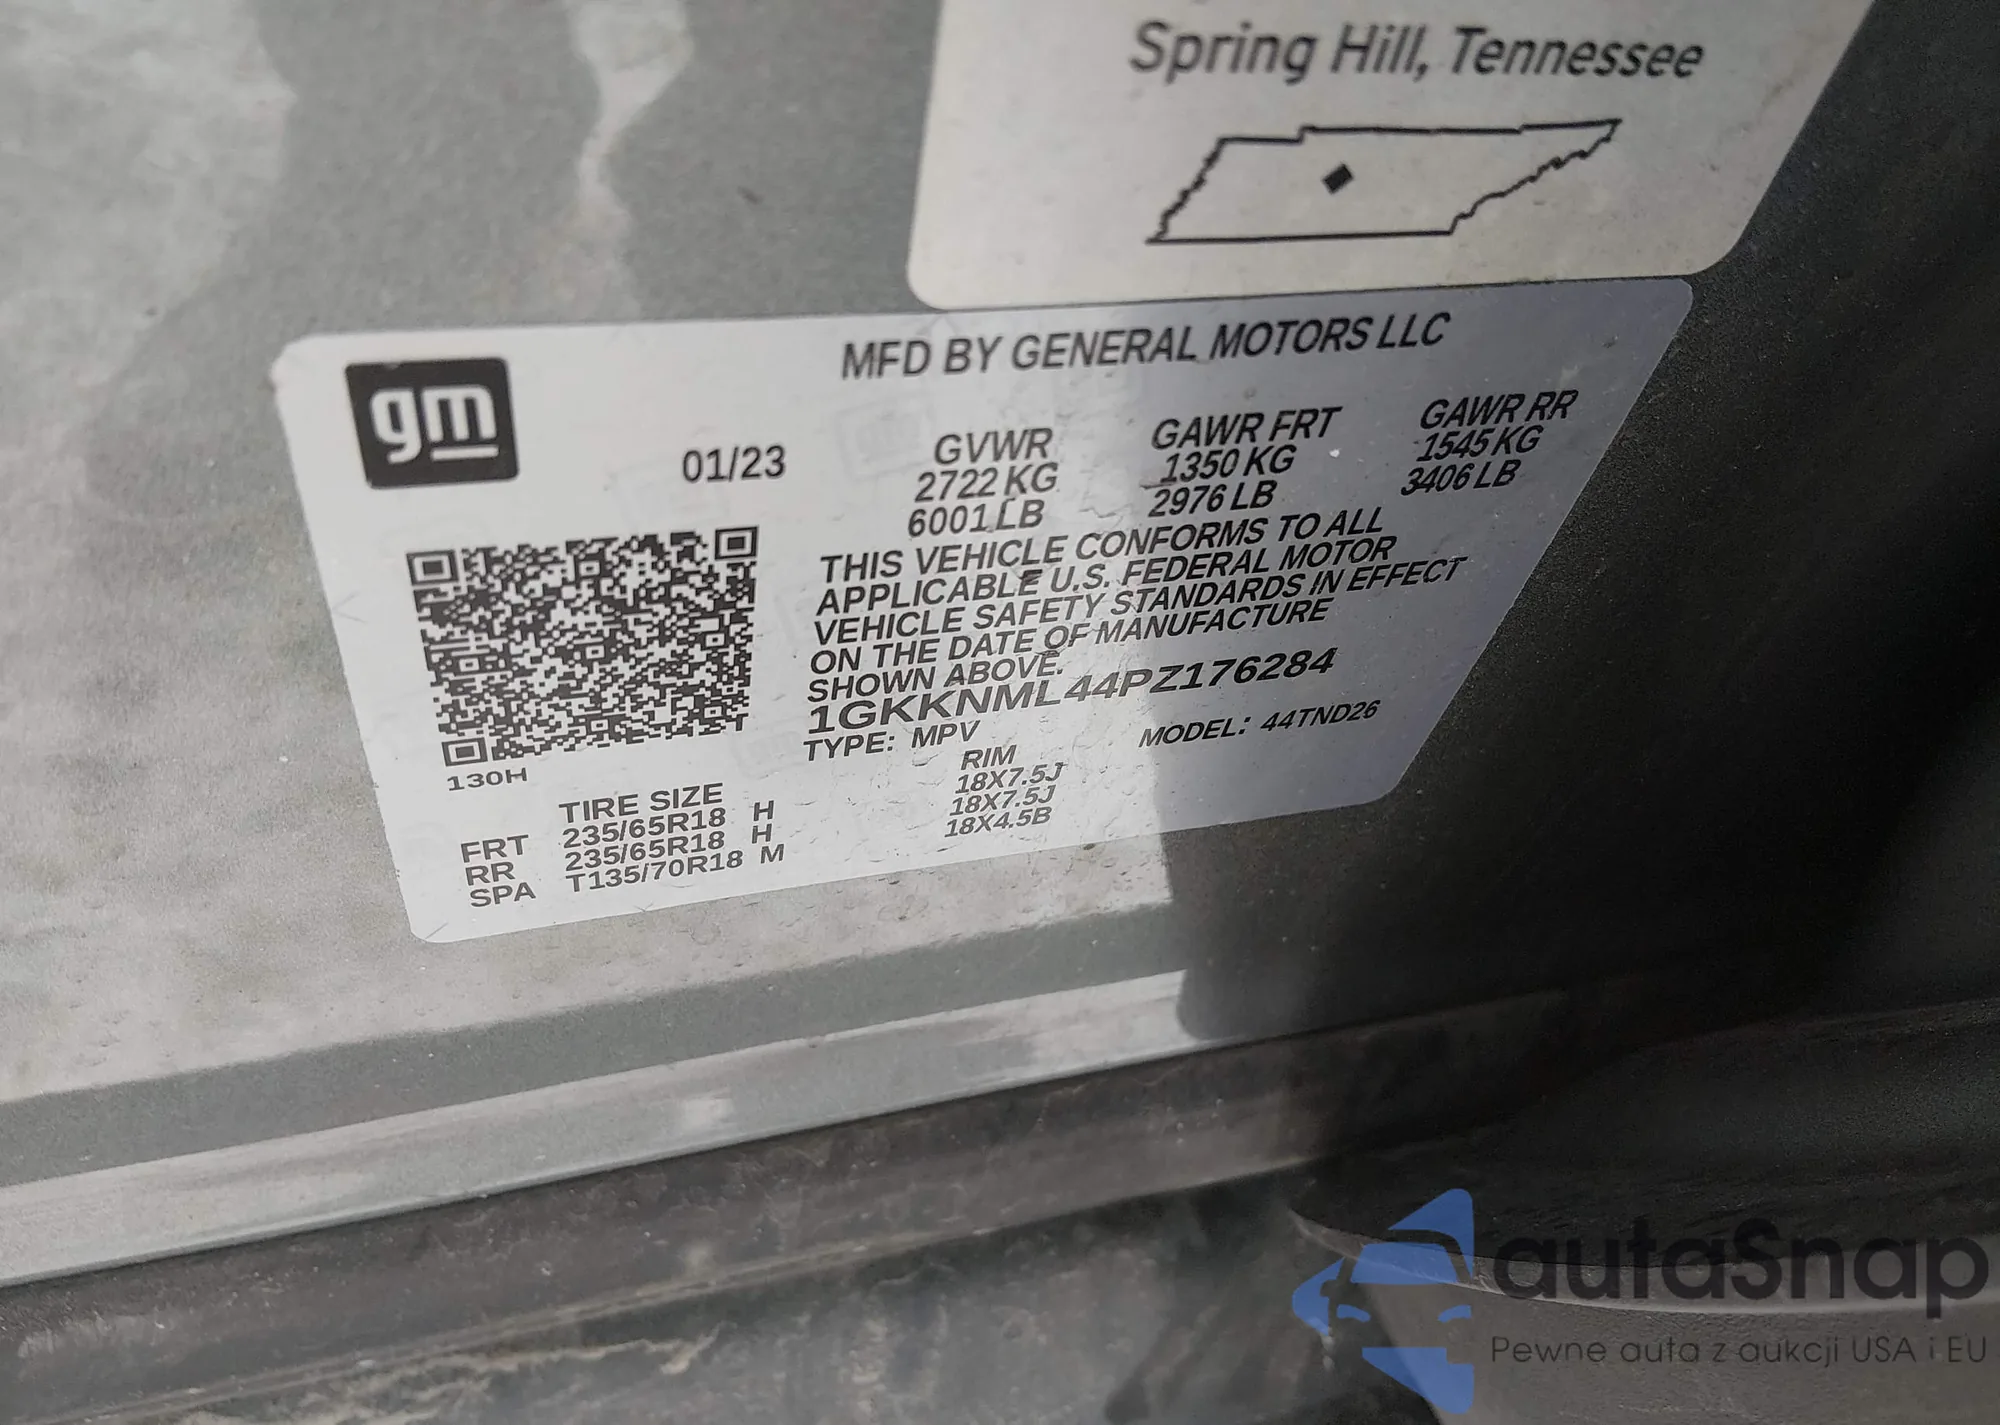 Spring Hill, Tennessee
gm
MFD BY GENERAL MOTORS LLC
01/23
GVWR
2722 KG
6001 LB
GAWR FRT
1350 KG
2976 LB
GAWR RR
1545 KG
3406 LB
THIS VEHICLE CONFORMS TO ALL
APPLICABLE U.S. FEDERAL MOTOR
VEHICLE SAFETY STANDARDS IN EFFECT
ON THE DATE OF MANUFACTURE
SHOWN ABOVE.
1GKKNML44PZ176284
TYPE: MPV MODEL: 44TND26
130H
TIRE SIZE RIM
FRT 235/65R18 H 18X7.5J
RR 235/65R18 H 18X7.5J
SPA T135/70R18 M 18X4.5B
autaSnap
Pewne auta z aukcji USA i EU